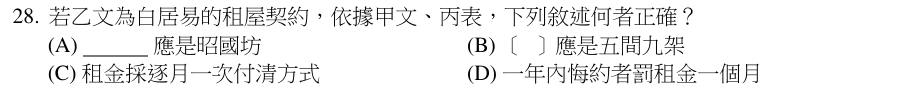 28. 若乙文為白居易的租屋契約，依據甲文、丙表，下列敘述何者正確？
(A) ______ 應是昭國坊 (B)〔　〕應是五間九架
(C) 租金採逐月一次付清方式 (D) 一年內悔約者罰租金一個月